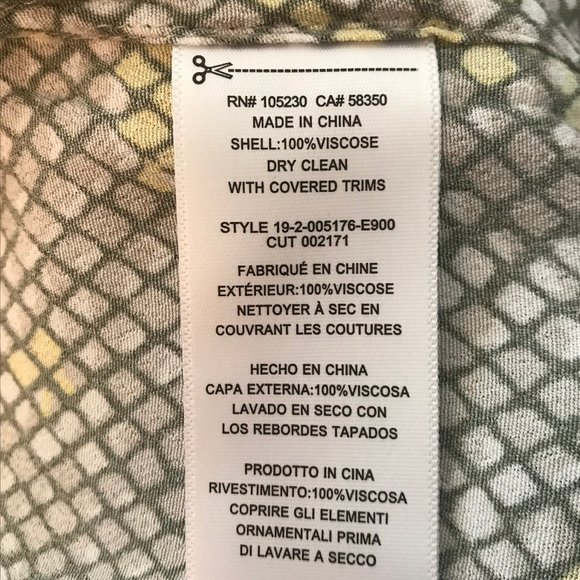 RN# 105230 CA# 58350
MADE IN CHINA
SHELL:100%VISCOSE
DRY CLEAN
WITH COVERED TRIMS
STYLE 19-2-005176-E900
CUT 002171
FABRIQUÉ EN CHINE
EXTÉRIEUR:100%VISCOSE
NETTOYER À SEC EN
COUVRANT LES COUTURES
HECHO EN CHINA
CAPA EXTERNA:100%VISCOSA
LAVADO EN SECO CON
LOS REBORDES TAPADOS
PRODOTTO IN CINA
RIVESTIMENTO:100%VISCOSA
COPRIRE GLI ELEMENTI
ORNAMENTALI PRIMA
DI LAVARE A SECCO